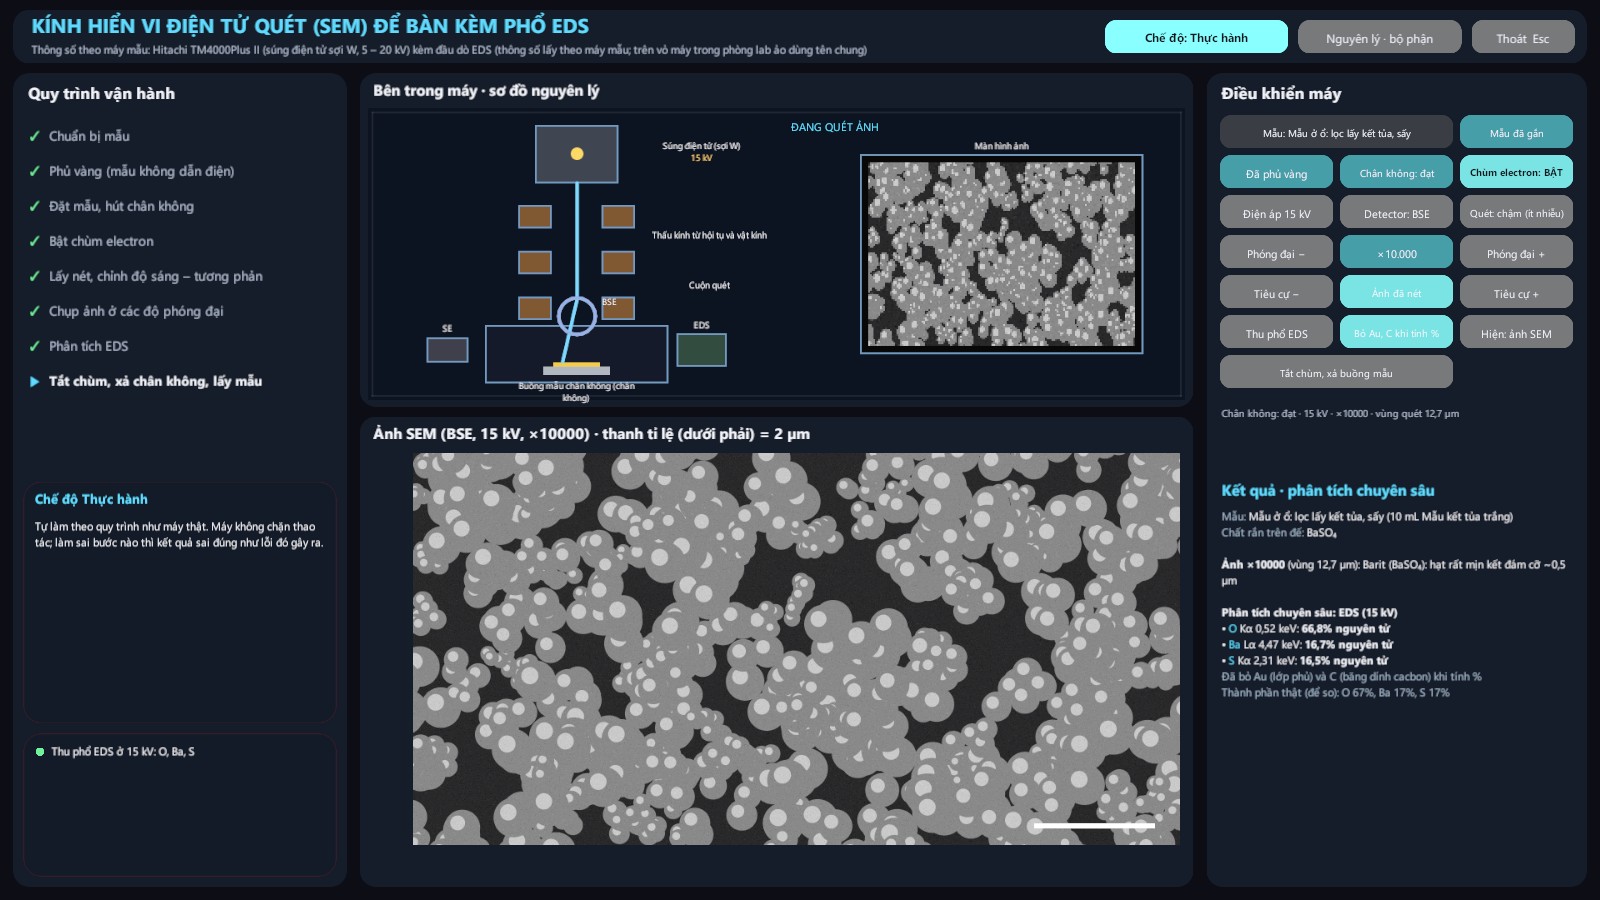 KÍNH HIỂN VI ĐIỆN TỬ QUÉT (SEM) ĐỂ BÀN KÈM PHỔ EDS
Thông số theo máy mẫu: Hitachi TM4000Plus II (súng điện tử sợi W, 5 – 20 kV) kèm đầu dò EDS (thông số lấy theo máy mẫu; trên vỏ máy trong phòng lab ảo dùng tên chung)
Chế độ: Thực hành
Nguyên lý · bộ phận
Thoát Esc
Quy trình vận hành
✓ Chuẩn bị mẫu
✓ Phủ vàng (mẫu không dẫn điện)
✓ Đặt mẫu, hút chân không
✓ Bật chùm electron
✓ Lấy nét, chỉnh độ sáng – tương phản
✓ Chụp ảnh ở các độ phóng đại
✓ Phân tích EDS
▶ Tắt chùm, xả chân không, lấy mẫu
Chế độ Thực hành
Tự làm theo quy trình như máy thật. Máy không chặn thao
tác; làm sai bước nào thì kết quả sai đúng như lỗi đó gây ra.
Thu phổ EDS ở 15 kV: O, Ba, S
Bên trong máy · sơ đồ nguyên lý
ĐANG QUÉT ẢNH
Súng điện tử (sợi W)
15 kV
Màn hình ảnh
Thấu kính từ hội tụ và vật kính
Cuộn quét
BSE
SE
EDS
Buồng mẫu chân không (chân
không)
Ảnh SEM (BSE, 15 kV, ×10000) · thanh tỉ lệ (dưới phải) = 2 µm
Điều khiển máy
Mẫu: Mẫu ở ổ: lọc lấy kết tủa, sấy
Mẫu đã gắn
Đã phủ vàng
Chân không: đạt
Chùm electron: BẬT
Điện áp 15 kV
Detector: BSE
Quét: chậm (ít nhiễu)
Phóng đại −
×10.000
Phóng đại +
Tiêu cự −
Ảnh đã nét
Tiêu cự +
Thu phổ EDS
Bỏ Au, C khi tính %
Hiện: ảnh SEM
Tắt chùm, xả buồng mẫu
Chân không: đạt · 15 kV · ×10000 · vùng quét 12,7 µm
Kết quả · phân tích chuyên sâu
Mẫu: Mẫu ở ổ: lọc lấy kết tủa, sấy (10 mL Mẫu kết tủa trắng)
Chất rắn trên đế: BaSO₄
Ảnh ×10000 (vùng 12,7 µm): Barit (BaSO₄): hạt rất mịn kết đám cỡ ~0,5
µm
Phân tích chuyên sâu: EDS (15 kV)
• O Kα 0,52 keV: 66,8% nguyên tử
• Ba Lα 4,47 keV: 16,7% nguyên tử
• S Kα 2,31 keV: 16,5% nguyên tử
Đã bỏ Au (lớp phủ) và C (băng dính cacbon) khi tính %
Thành phần thật (để so): O 67%, Ba 17%, S 17%